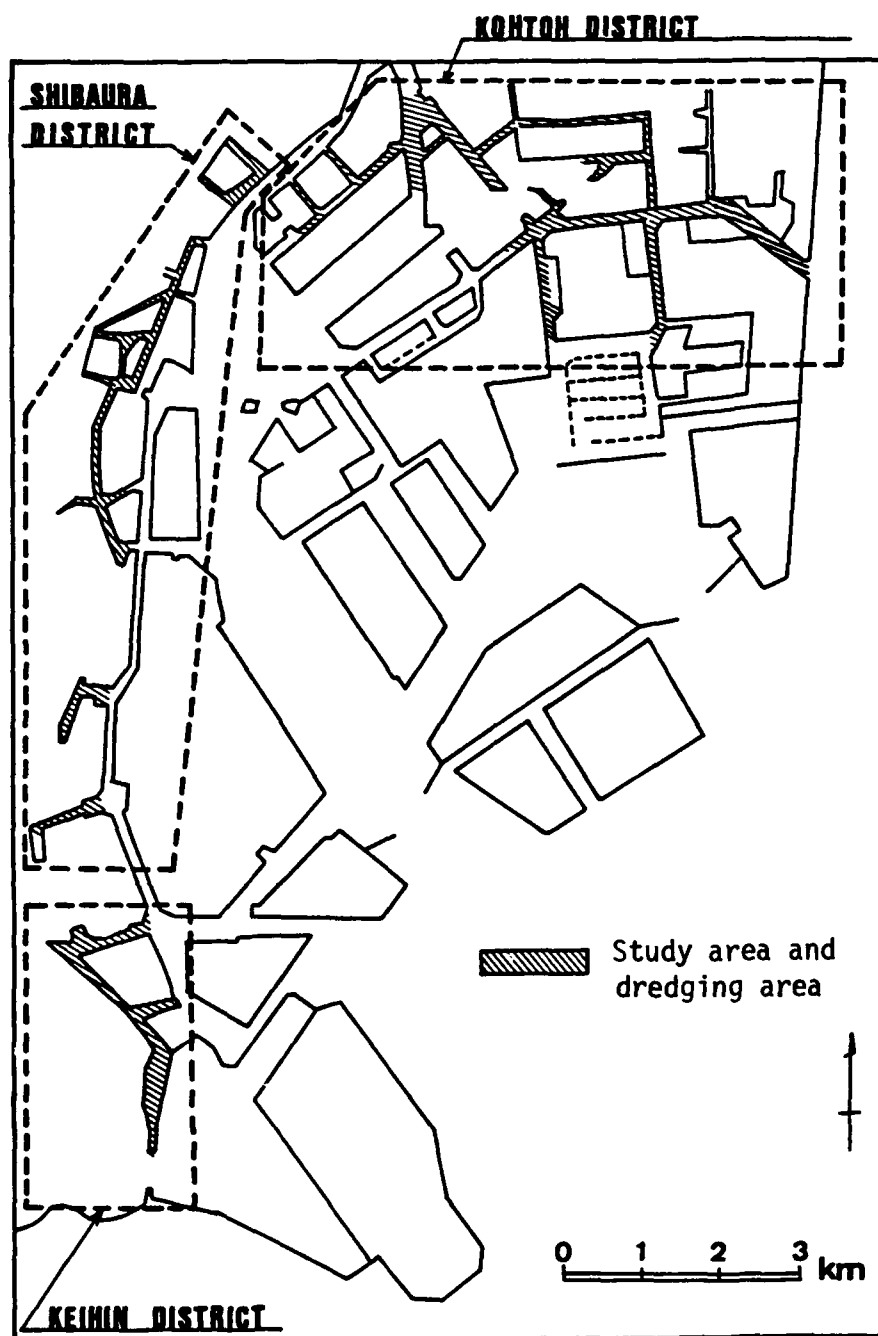 KOHTOH DISTRICT
SHIBAURA
DISTRICT
Study area and
dredging area
0 1 2 3 km
KEIHIN DISTRICT